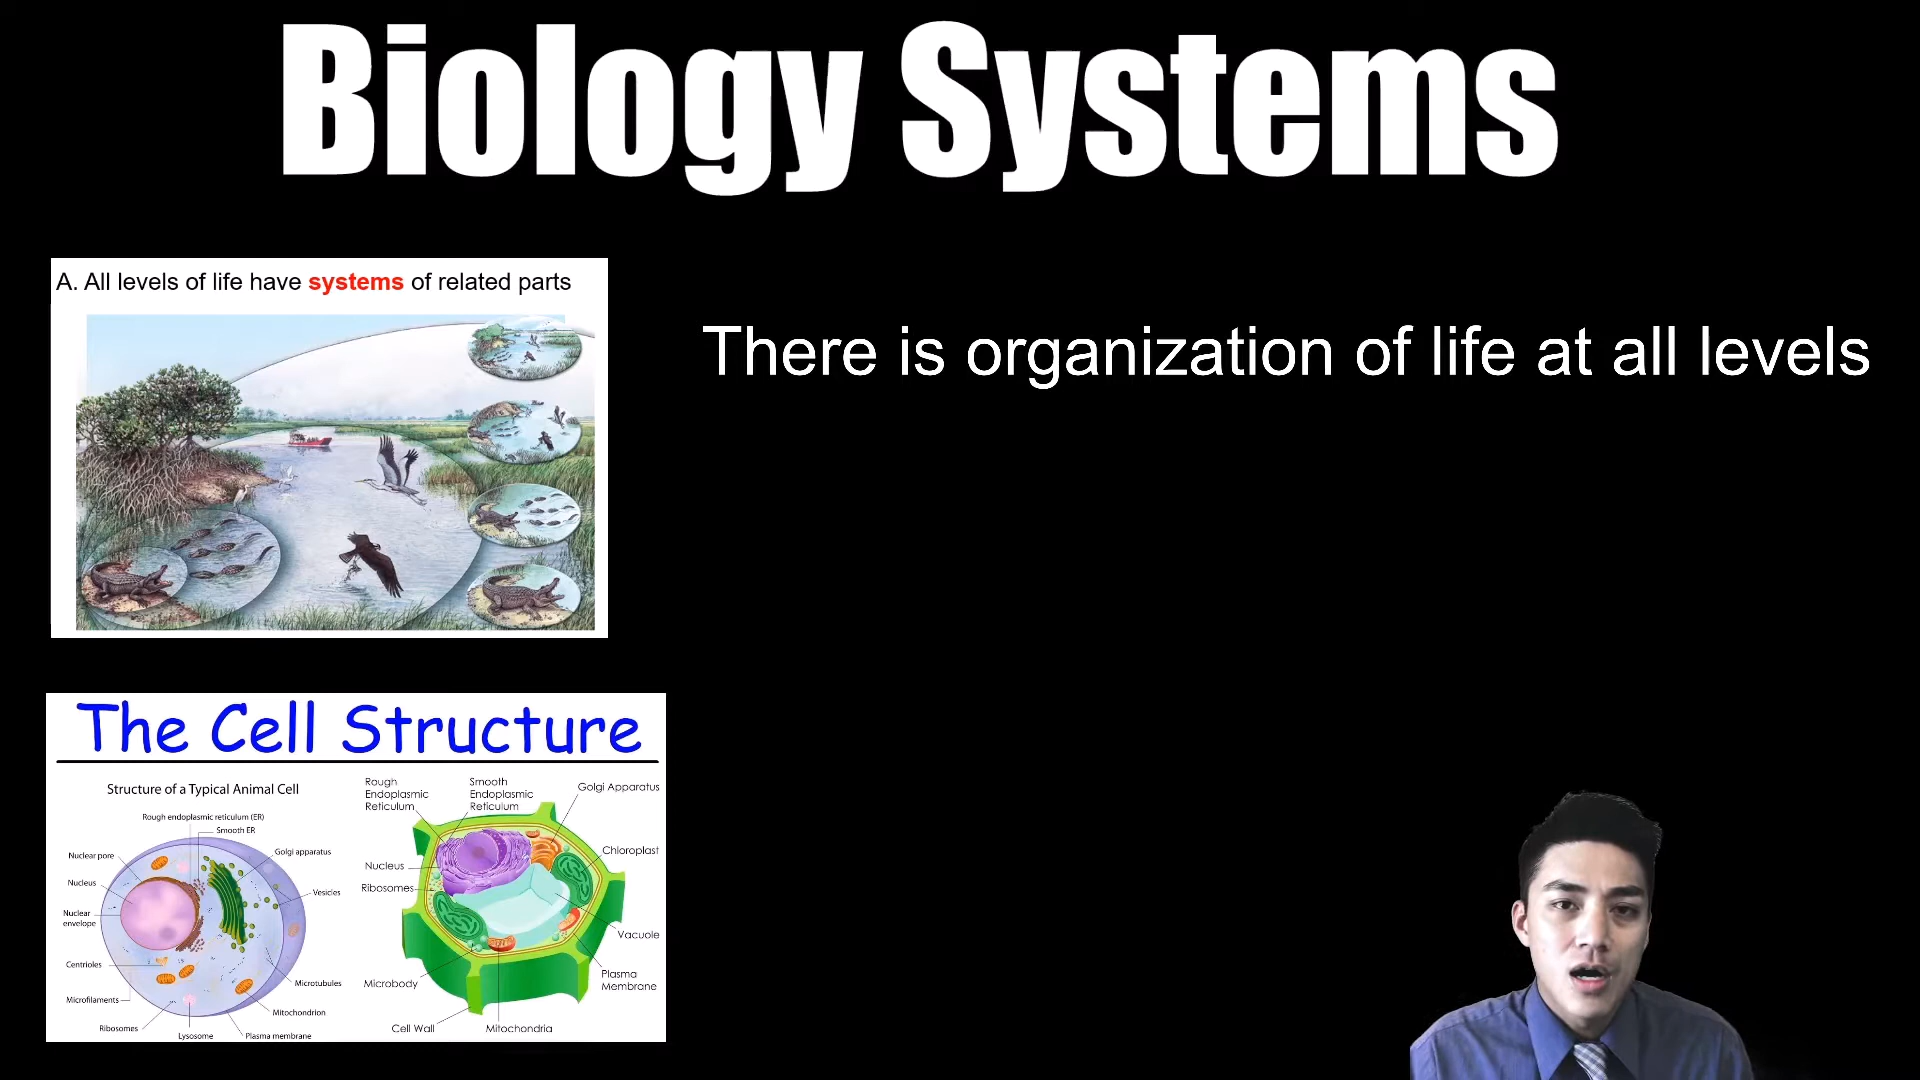 Biology Systems
A. All levels of life have systems of related parts
There is organization of life at all levels
The Cell Structure
Structure of a Typical Animal Cell
Rough endoplasmic reticulum (ER)
Smooth ER
Nuclear pore
Golgi apparatus
Nucleus
Vesicles
Nuclear
envelope
Centrioles
Microtubules
Microfilaments
Mitochondrion
Ribosomes
Lysosome
Plasma membrane
Rough
Endoplasmic
Reticulum
Smooth
Endoplasmic
Reticulum
Golgi Apparatus
Chloroplast
Nucleus
Ribosomes
Vacuole
Plasma
Membrane
Microbody
Cell Wall
Mitochondria